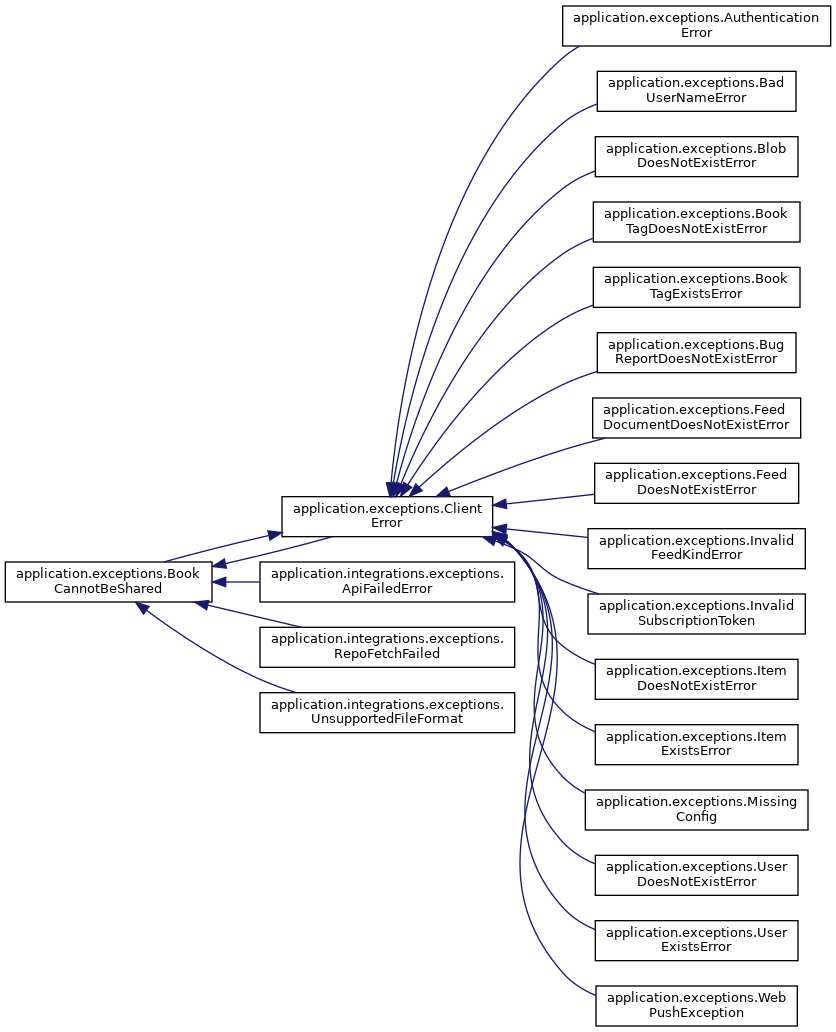 application.exceptions.Authentication
Error
application.exceptions.Bad
UserNameError
application.exceptions.Blob
DoesNotExistError
application.exceptions.Book
TagDoesNotExistError
application.exceptions.Book
TagExistsError
application.exceptions.Bug
ReportDoesNotExistError
application.exceptions.Feed
DocumentDoesNotExistError
application.exceptions.Feed
DoesNotExistError
application.exceptions.Client
Error
application.exceptions.Invalid
FeedKindError
application.exceptions.Book
CannotBeShared
application.integrations.exceptions.
ApiFailedError
application.exceptions.Invalid
SubscriptionToken
application.integrations.exceptions.
RepoFetchFailed
application.exceptions.Item
DoesNotExistError
application.integrations.exceptions.
UnsupportedFileFormat
application.exceptions.Item
ExistsError
application.exceptions.Missing
Config
application.exceptions.User
DoesNotExistError
application.exceptions.User
ExistsError
application.exceptions.Web
PushException